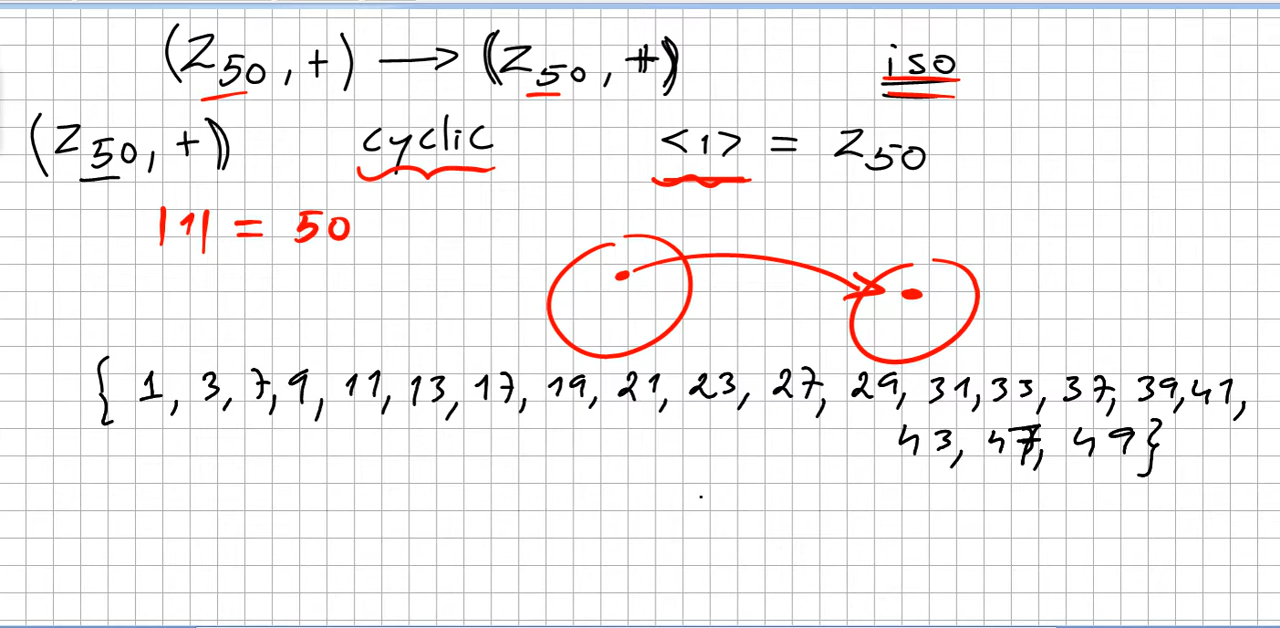 (Z50, +) → (Z50, +) iso
(Z50, +) cyclic <1> = Z50
|1| = 50
{ 1, 3, 7, 9, 11, 13, 17, 19, 21, 23, 27, 29, 31, 33, 37, 39, 41,
43, 47, 49 }